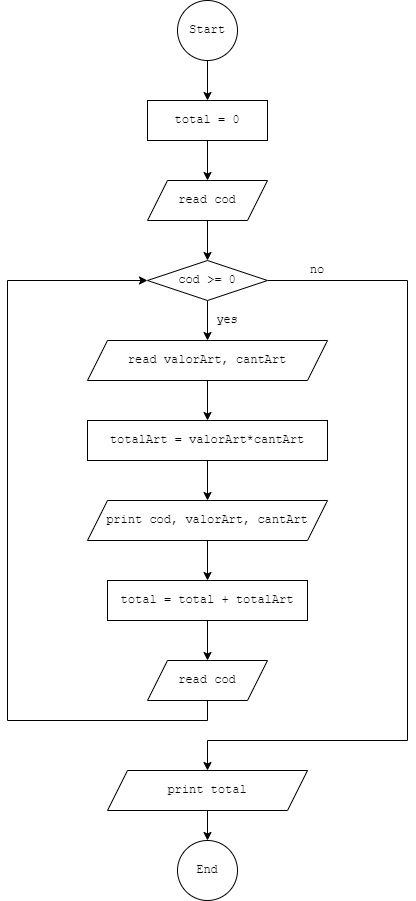 Start
total = 0
read cod
cod >= 0
no
yes
read valorArt, cantArt
totalArt = valorArt*cantArt
print cod, valorArt, cantArt
total = total + totalArt
read cod
print total
End